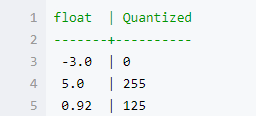 1 float | Quantized
2 -------+----------
3 -3.0 | 0
4 5.0 | 255
5 0.92 | 125